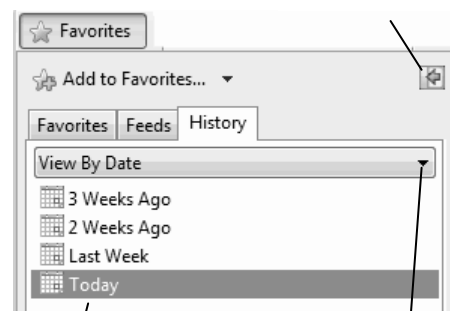 Favorites
Add to Favorites...
Favorites Feeds History
View By Date
3 Weeks Ago
2 Weeks Ago
Last Week
Today